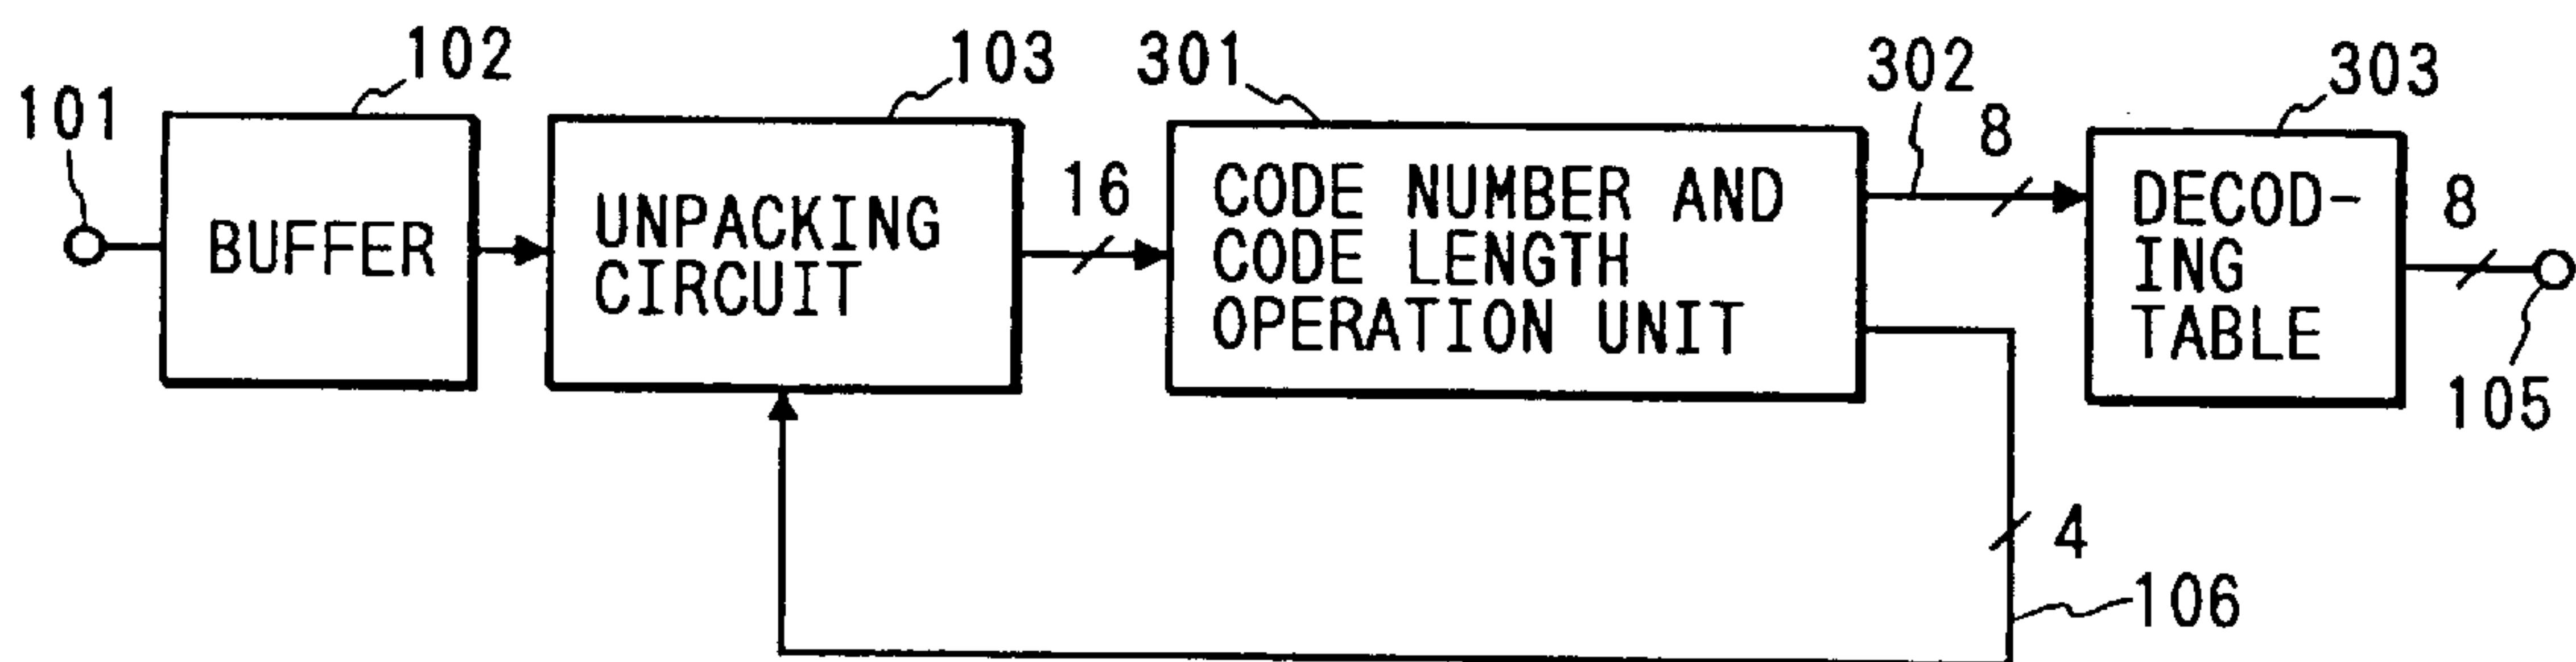 101
102
103
301
302
8
303
BUFFER
UNPACKING
CIRCUIT
16
CODE NUMBER AND
CODE LENGTH
OPERATION UNIT
DECOD-
ING
TABLE
8
105
4
106